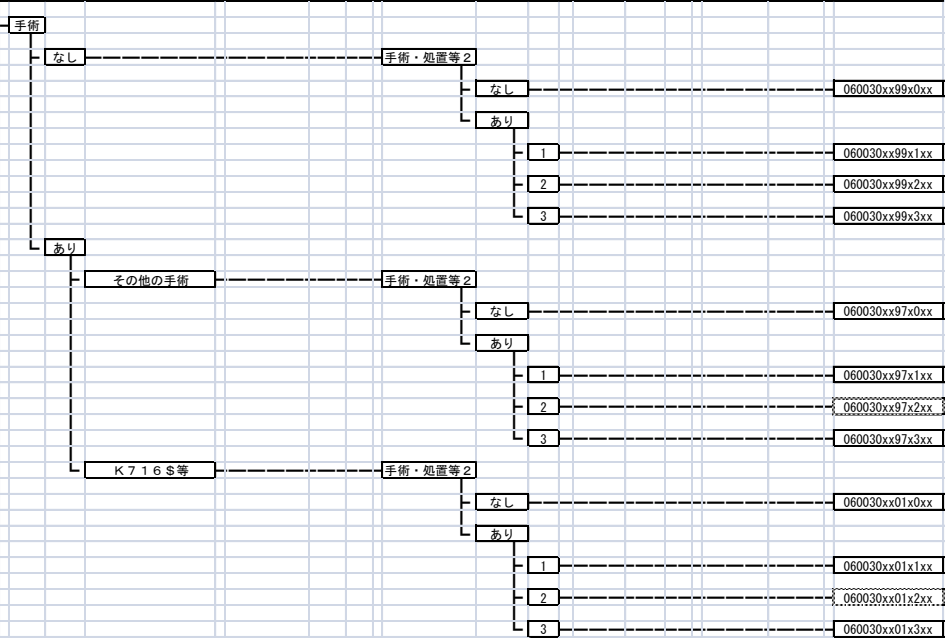 手術
なし 手術・処置等2
なし 060030xx99x0xx
あり
1 060030xx99x1xx
2 060030xx99x2xx
3 060030xx99x3xx
あり
その他の手術 手術・処置等2
なし 060030xx97x0xx
あり
1 060030xx97x1xx
2 060030xx97x2xx
3 060030xx97x3xx
K716$等 手術・処置等2
なし 060030xx01x0xx
あり
1 060030xx01x1xx
2 060030xx01x2xx
3 060030xx01x3xx